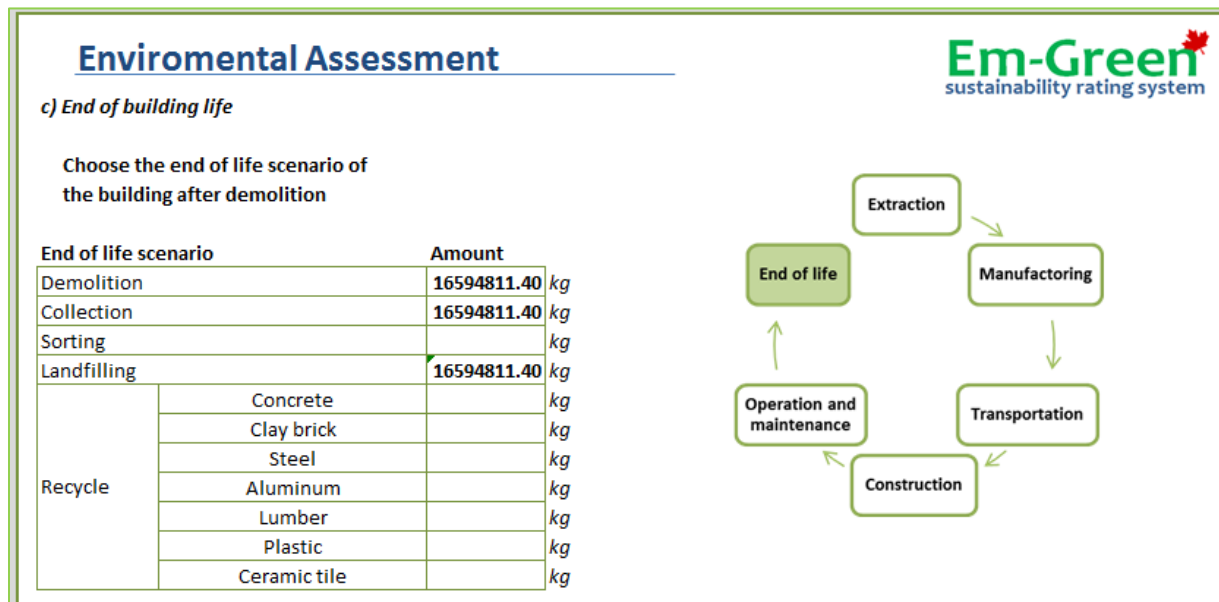 Enviromental Assessment
Em-Green
sustainability rating system
c) End of building life
Choose the end of life scenario of
the building after demolition
End of life scenario Amount
Demolition 16594811.40 kg
Collection 16594811.40 kg
Sorting kg
Landfilling 16594811.40 kg
Recycle
Concrete kg
Clay brick kg
Steel kg
Aluminum kg
Lumber kg
Plastic kg
Ceramic tile kg
Extraction
Manufactoring
Transportation
Construction
Operation and
maintenance
End of life